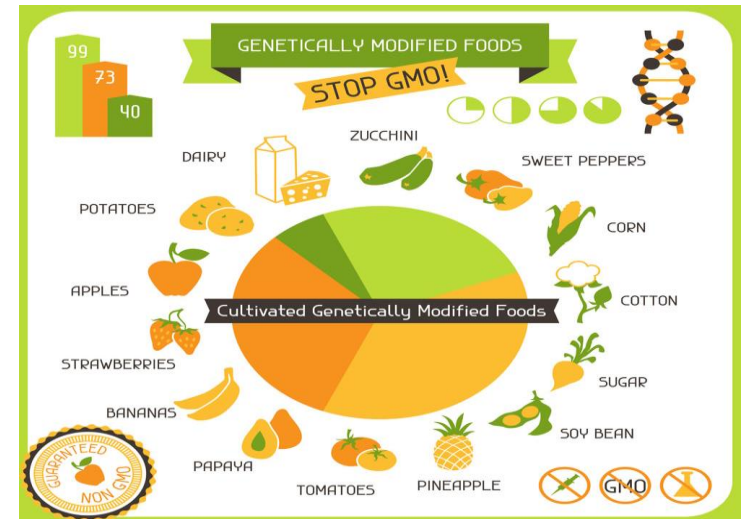 GENETICALLY MODIFIED FOODS
STOP GMO!
99
73
40
ZUCCHINI
DAIRY
SWEET PEPPERS
POTATOES
CORN
APPLES
COTTON
Cultivated Genetically Modified Foods
STRAWBERRIES
SUGAR
BANANAS
SOY BEAN
PAPAYA
TOMATOES
PINEAPPLE
GUARANTEED
NON GMO
GMO